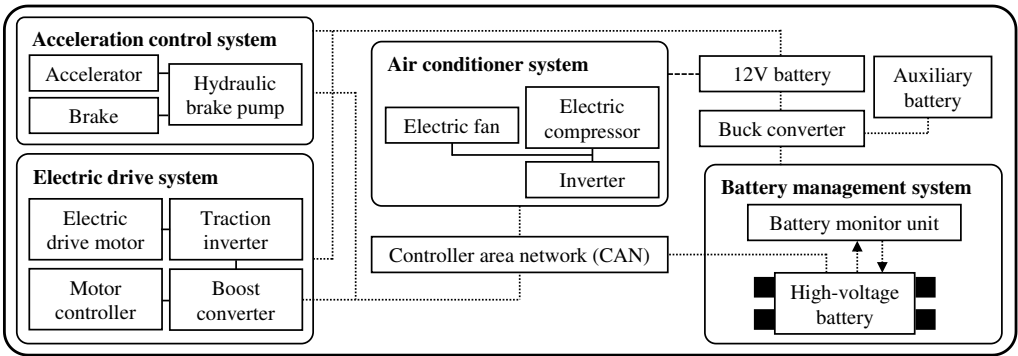 Acceleration control system
Accelerator
Brake
Hydraulic
brake pump
Electric drive system
Electric
drive motor
Traction
inverter
Motor
controller
Boost
converter
Air conditioner system
Electric fan
Electric
compressor
Inverter
Controller area network (CAN)
12V battery
Auxiliary
battery
Buck converter
Battery management system
Battery monitor unit
High-voltage
battery